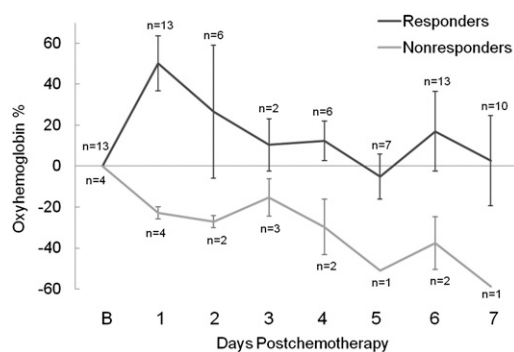 Responders
Nonresponders
Oxyhemoglobin %
60
40
20
0
-20
-40
-60
n=13
n=13
n=6
n=2
n=6
n=7
n=13
n=10
n=4
n=4
n=2
n=3
n=2
n=1
n=2
n=1
B 1 2 3 4 5 6 7
Days Postchemotherapy